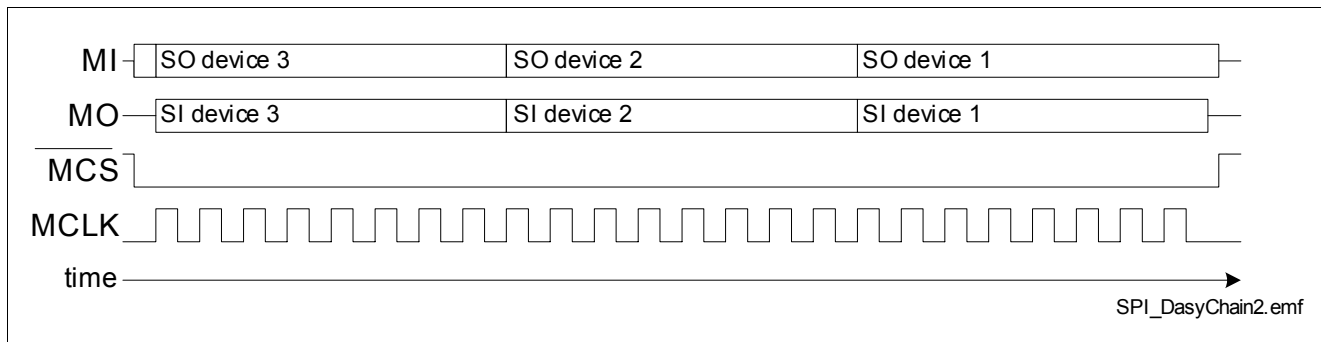 MI SO device 3 SO device 2 SO device 1
MO SI device 3 SI device 2 SI device 1
MCS
MCLK
time
SPI_DasyChain2.emf